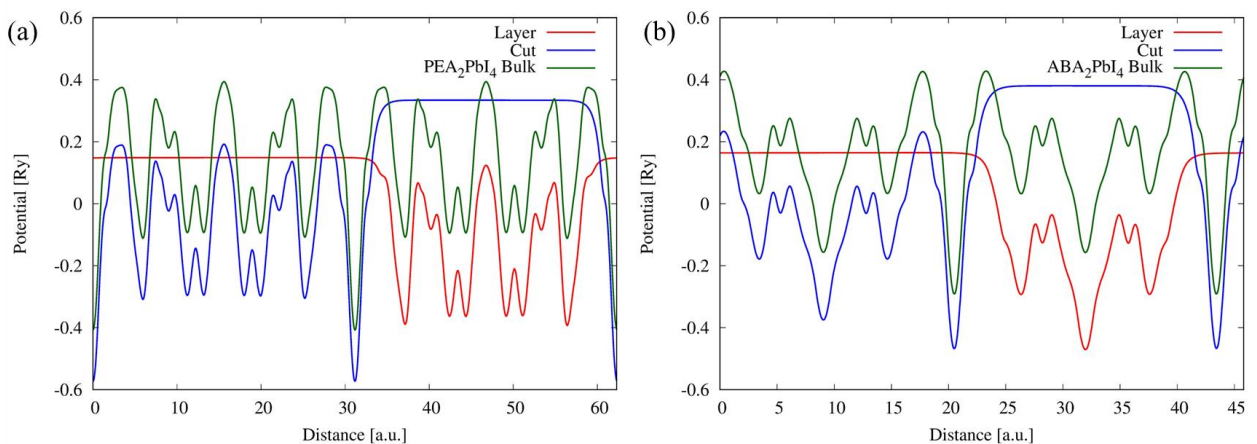 (a)
Layer
Cut
PEA₂PbI₄ Bulk
Potential [Ry]
0.6
0.4
0.2
0
-0.2
-0.4
-0.6
0 10 20 30 40 50 60
Distance [a.u.]
(b)
Layer
Cut
ABA₂PbI₄ Bulk
Potential [Ry]
0.6
0.4
0.2
0
-0.2
-0.4
-0.6
0 5 10 15 20 25 30 35 40 45
Distance [a.u.]